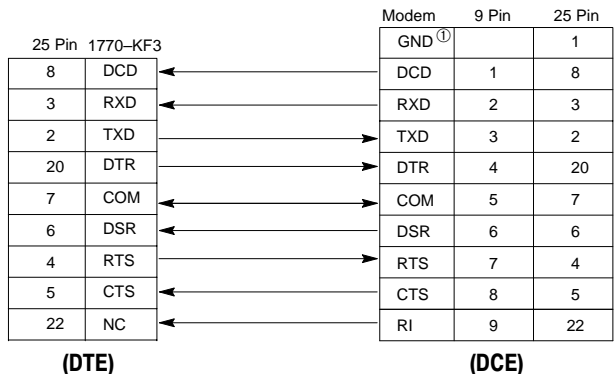 Modem 9 Pin 25 Pin
25 Pin 1770–KF3
GND ① 1
8 DCD DCD 1 8
3 RXD RXD 2 3
2 TXD TXD 3 2
20 DTR DTR 4 20
7 COM COM 5 7
6 DSR DSR 6 6
4 RTS RTS 7 4
5 CTS CTS 8 5
22 NC RI 9 22
(DTE) (DCE)